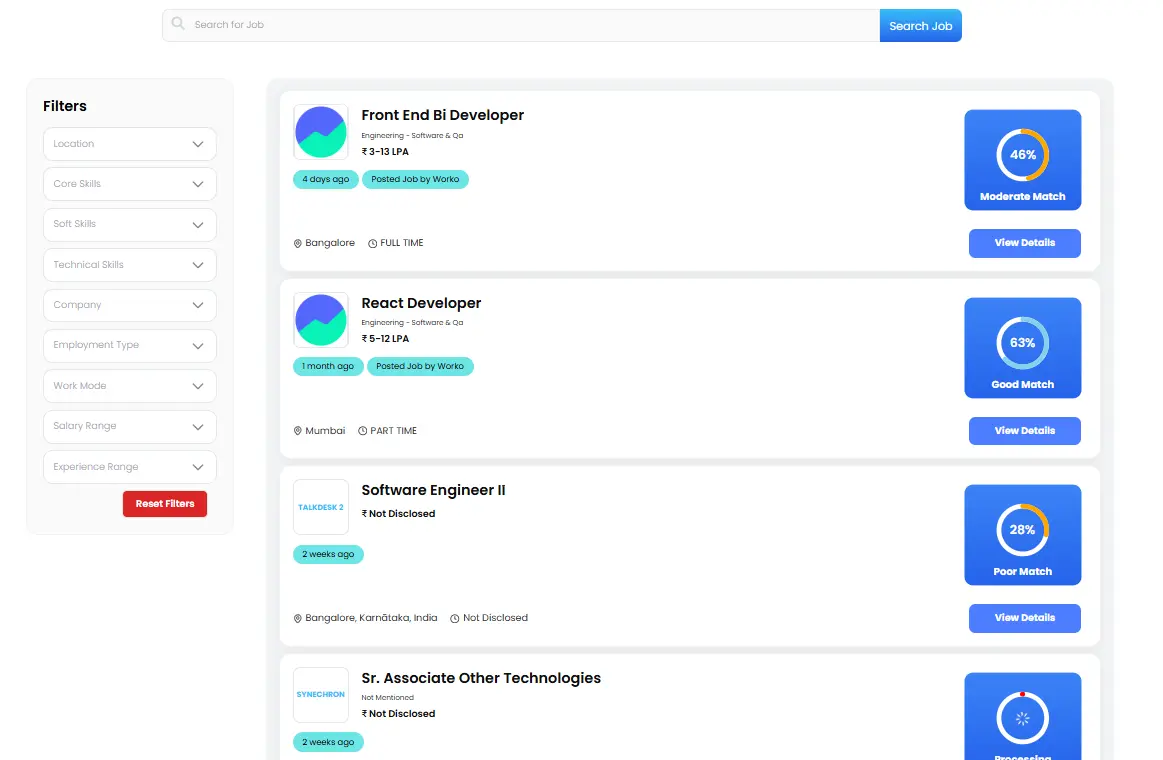 Search for Job
Search Job
Filters
Location
Core Skills
Soft Skills
Technical Skills
Company
Employment Type
Work Mode
Salary Range
Experience Range
Reset Filters
Front End Bi Developer
Engineering - Software & Qa
₹ 3-13 LPA
4 days ago
Posted Job by Worko
Bangalore
FULL TIME
46%
Moderate Match
View Details
React Developer
Engineering - Software & Qa
₹ 5-12 LPA
1 month ago
Posted Job by Worko
Mumbai
PART TIME
63%
Good Match
View Details
TALKDESK 2
Software Engineer II
₹ Not Disclosed
2 weeks ago
Bangalore, Karnātaka, India
Not Disclosed
28%
Poor Match
View Details
SYNECHRON
Sr. Associate Other Technologies
Not Mentioned
₹ Not Disclosed
2 weeks ago
Processing